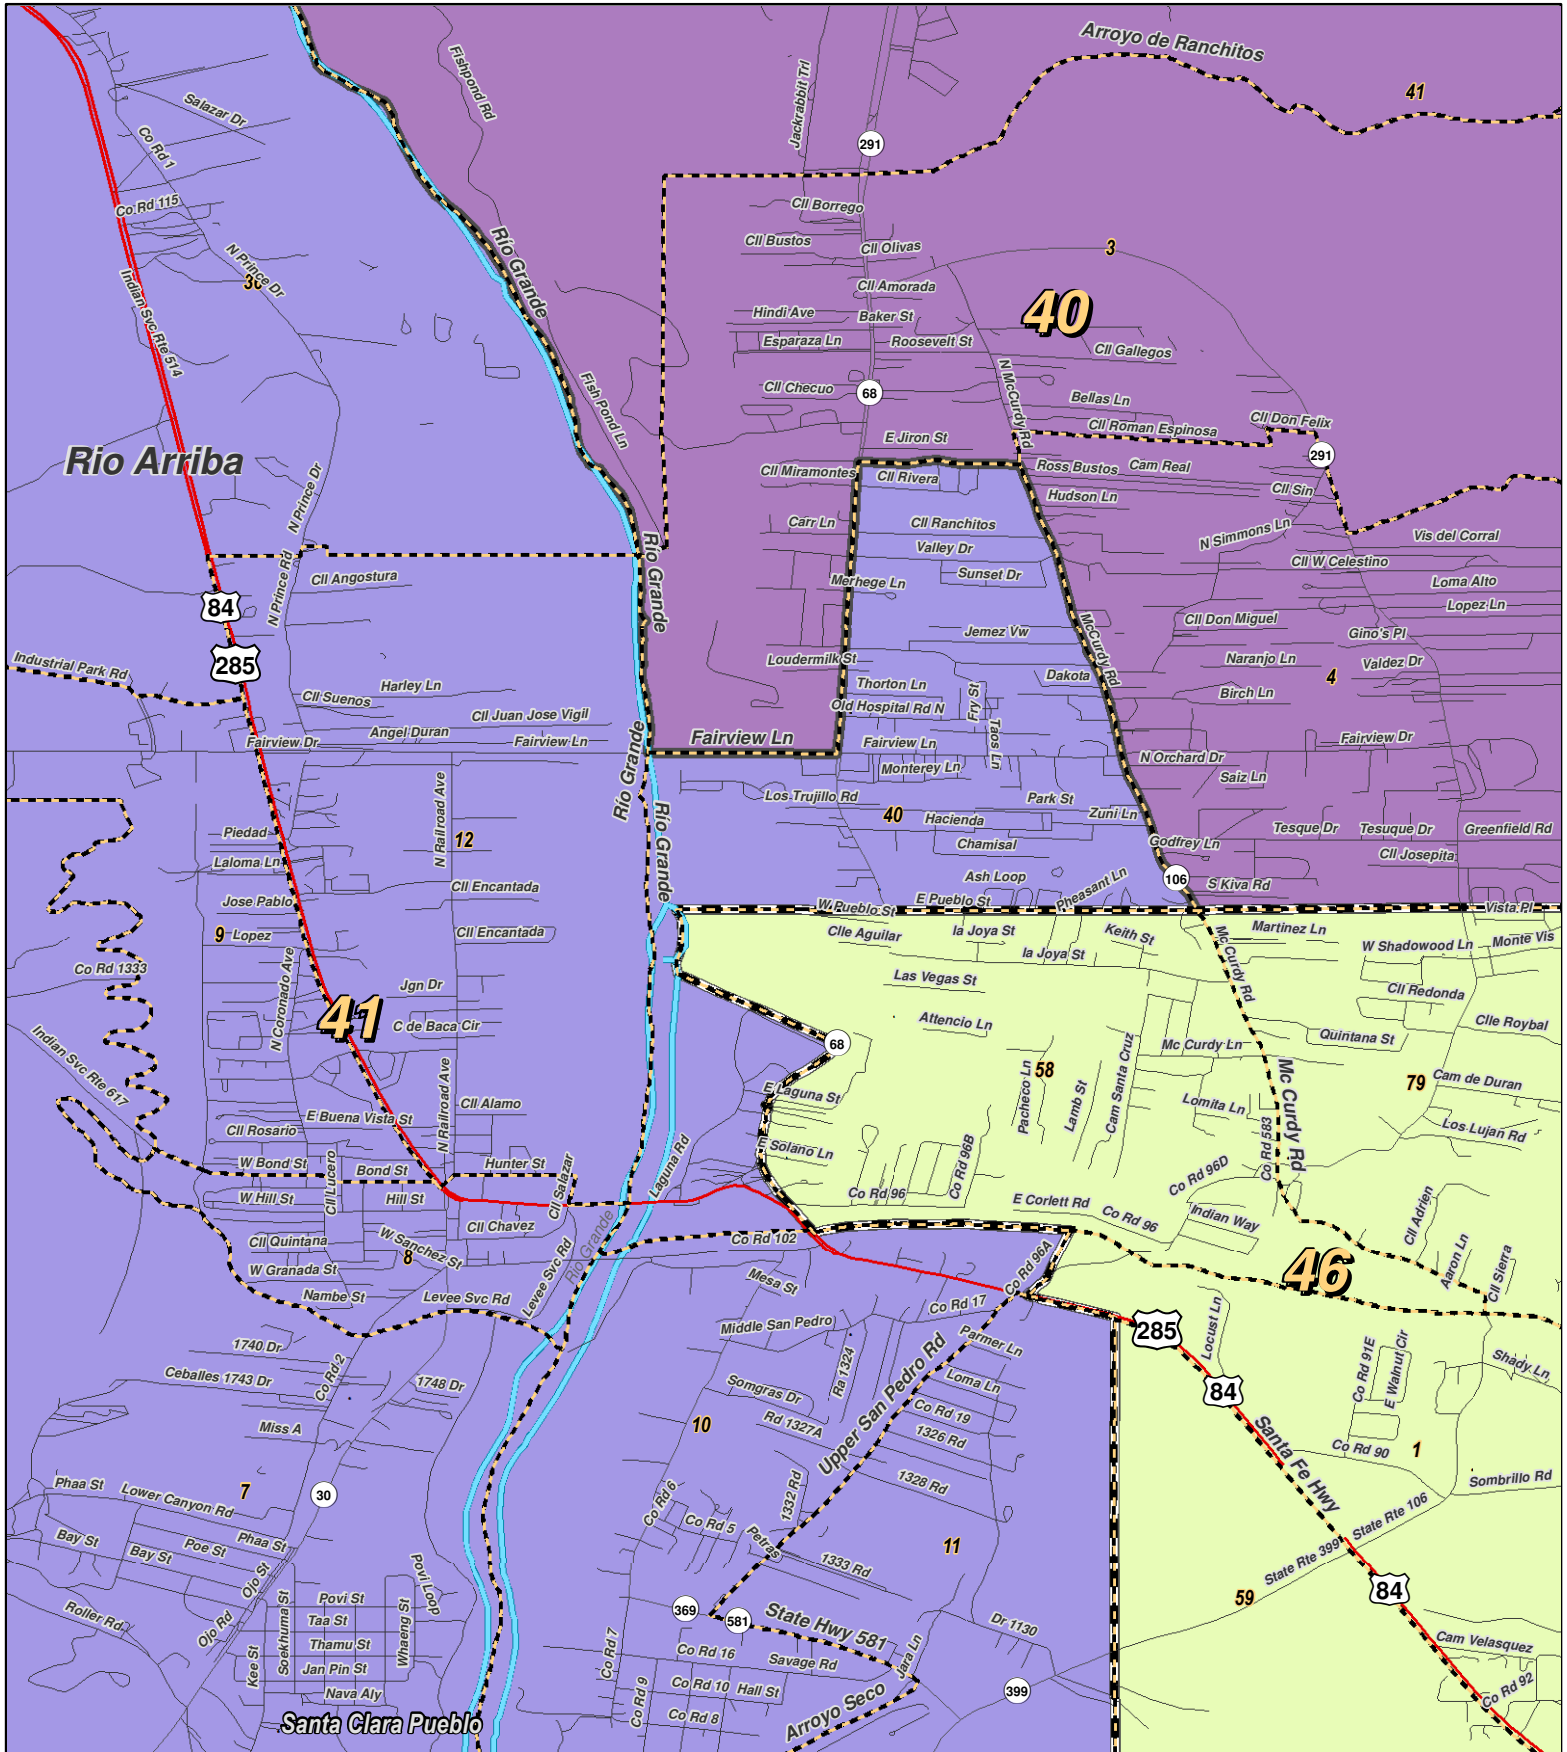 Arroyo de Ranchitos
Fishpond Rd
Jackrabbit Trl
41
Salazar Dr
Co Rd 1
291
Co Rd 115
Cll Borrego
Cll Bustos
Cll Olivas
3
N Prince Dr
30
Rio Grande
Indian Svc Rte 514
Cll Amorada
40
Hindi Ave
Baker St
Esparaza Ln
Roosevelt St
Cll Gallegos
N McCurdy Rd
Cll Checuo
68
Bellas Ln
Fish Pond Ln
Cll Don Felix
Cll Roman Espinosa
E Jiron St
291
Rio Arriba
Cll Miramontes
Cll Rivera
Ross Bustos
Cam Real
N Prince Dr
Hudson Ln
Cll Sin
Carr Ln
Cll Ranchitos
N Simmons Ln
Vis del Corral
Valley Dr
Cll W Celestino
Rio Grande
N Prince Rd
Cll Angostura
Merhege Ln
Sunset Dr
Loma Alto
84
Lopez Ln
Cll Don Miguel
Jemez Vw
McCurdy Rd
Gino's Pl
285
Industrial Park Rd
Loudermilk St
Naranjo Ln
Valdez Dr
Dakota
4
Harley Ln
Thorton Ln
Fry St
Birch Ln
Cll Suenos
Old Hospital Rd N
Cll Juan Jose Vigil
Taos Ln
Angel Duran
Fairview Dr
Fairview Ln
Fairview Ln
Fairview Ln
Fairview Dr
N Orchard Dr
Rio Grande
Monterey Ln
Saiz Ln
Los Trujillo Rd
Park St
N Railroad Ave
40
Hacienda
Zuni Ln
Piedad
12
Rio Grande
Chamisal
Godfrey Ln
Tesque Dr
Tesuque Dr
Greenfield Rd
Laloma Ln
Cll Josepita
Ash Loop
106
S Kiva Rd
Cll Encantada
Jose Pablo
W Pueblo St
E Pueblo St
Pheasant Ln
Vista Pl
9
Lopez
Cll Encantada
Clle Aguilar
la Joya St
Keith St
Martinez Ln
W Shadowood Ln
Monte Vis
Co Rd 1333
la Joya St
Mc Curdy Rd
N Coronado Ave
Jgn Dr
Las Vegas St
Cll Redonda
41
C de Baca Cir
Attencio Ln
Clle Roybal
Quintana St
68
Mc Curdy Ln
Indian Svc Rte 617
58
Pacheco Ln
Lamb St
Cam Santa Cruz
79
Cam de Duran
E Laguna St
Mc Curdy Rd
N Railroad Ave
Cll Alamo
E Buena Vista St
Lomita Ln
Cll Rosario
Los Lujan Rd
E Solano Ln
Co Rd 583
W Bond St
Bond St
Hunter St
Laguna Rd
Co Rd 96B
Co Rd 96D
W Hill St
Cll Lucero
Hill St
Cll Salazar
Co Rd 96
E Corlett Rd
Co Rd 96
Indian Way
Cll Adrien
Cll Chavez
Cll Quintana
W Sanchez St
Co Rd 102
Rio Grande
8
W Granada St
Co Rd 96A
46
Aaron Ln
Cll Sierra
Mesa St
Nambe St
Levee Svc Rd
Levee Svc Rd
Co Rd 17
Locust Ln
Middle San Pedro
285
1740 Dr
Parmer Ln
Co Rd 91E
E Walnut Cir
Shady Ln
Ceballes 1743 Dr
Co Rd 2
1748 Dr
Somgras Dr
Ra 1324
Upper San Pedro Rd
Loma Ln
84
Miss A
10
Rd 1327A
Co Rd 19
1326 Rd
Santa Fe Hwy
Co Rd 90
1
Phaa St
7
30
1328 Rd
Sombrillo Rd
Lower Canyon Rd
Co Rd 6
1332 Rd
State Rte 106
Bay St
Bay St
Poe St
Phaa St
Co Rd 5
Petras
11
1333 Rd
State Rte 399
Ojo St
Povi Loop
59
84
Roller Rd
Povi St
369
581
State Hwy 581
Dr 1130
Ojo Rd
Taa St
Whaeng St
Kee St
Soekhuma St
Thamu St
Co Rd 7
Co Rd 16
Savage Rd
Jara Ln
Cam Velasquez
Jan Pin St
Co Rd 9
Co Rd 10
Hall St
399
Co Rd 92
Nava Aly
Co Rd 8
Arroyo Seco
Santa Clara Pueblo